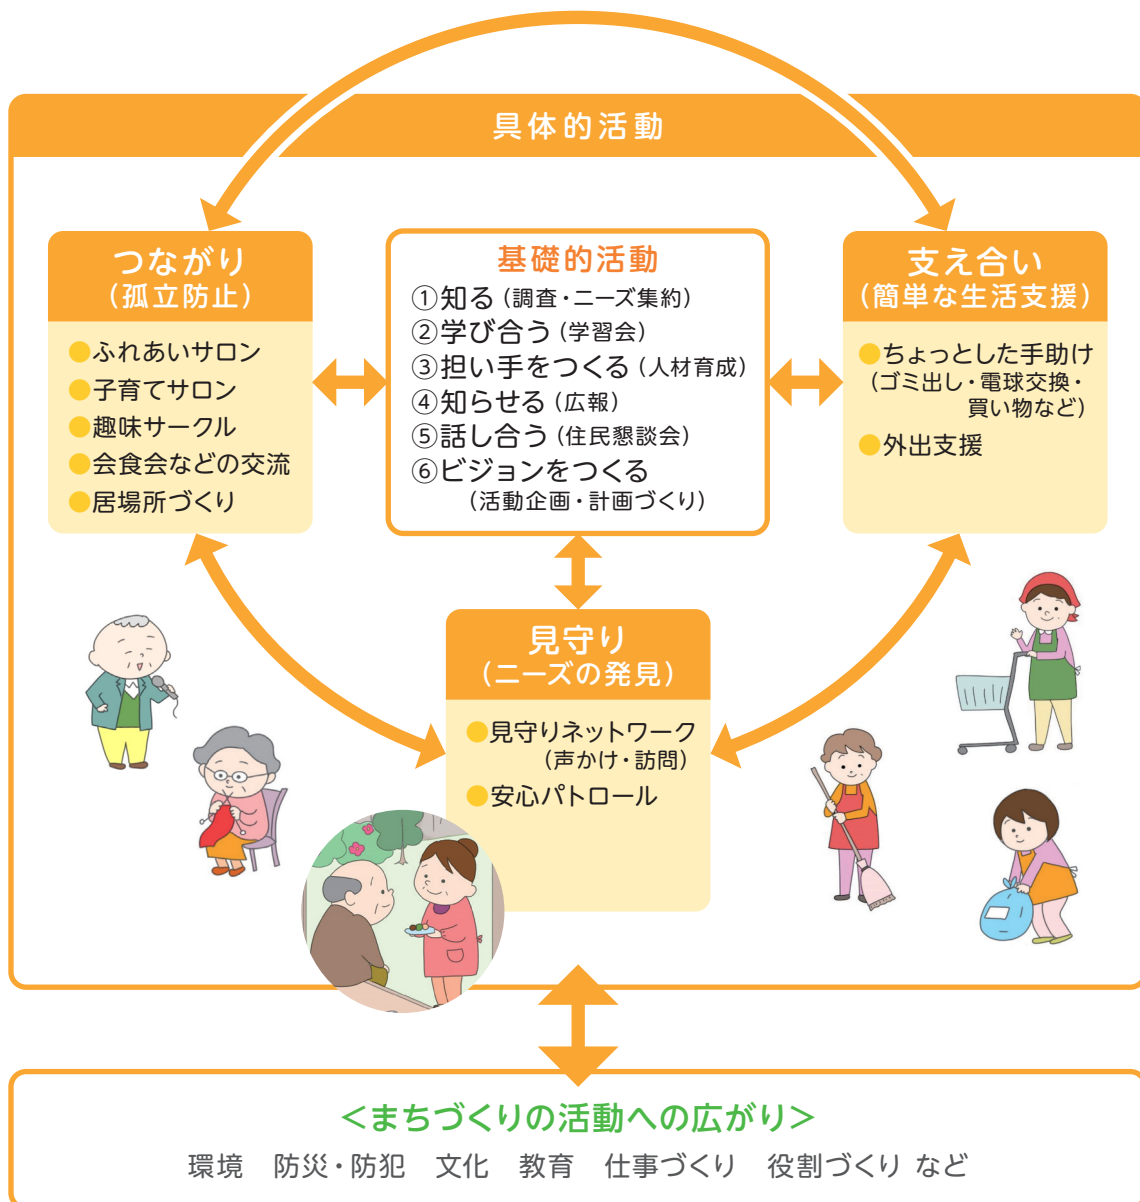 具体的活動
つながり
(孤立防止)
●ふれあいサロン
●子育てサロン
●趣味サークル
●会食会などの交流
●居場所づくり
基礎的活動
①知る(調査・ニーズ集約)
②学び合う(学習会)
③担い手をつくる(人材育成)
④知らせる(広報)
⑤話し合う(住民懇談会)
⑥ビジョンをつくる
(活動企画・計画づくり)
支え合い
(簡単な生活支援)
●ちょっとした手助け
(ゴミ出し・電球交換・
買い物など)
●外出支援
見守り
(ニーズの発見)
●見守りネットワーク
(声かけ・訪問)
●安心パトロール
<まちづくりの活動への広がり>
環境 防災・防犯 文化 教育 仕事づくり 役割づくり など